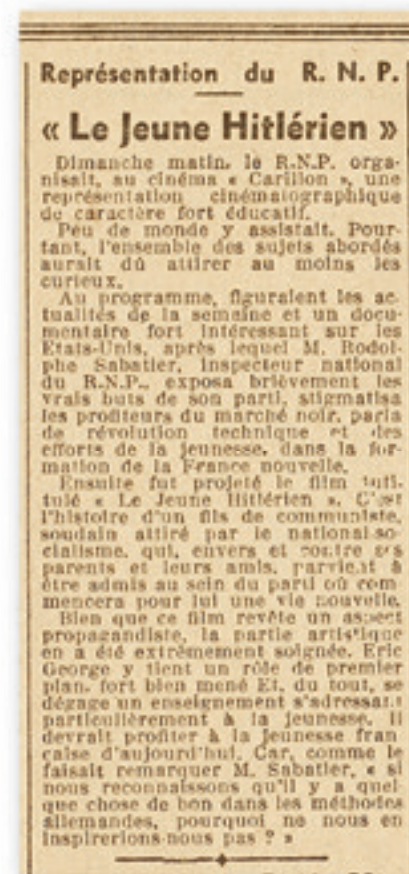 Représentation du R. N. P.
« Le Jeune Hitlérien »
Dimanche matin, le R.N.P. orga-
nisait, au cinéma « Carillon », une
représentation cinématographique
de caractère fort éducatif.
Peu de monde y assistait. Pour-
tant, l'ensemble des sujets abordés
aurait dû attirer au moins les
curieux.
Au programme, figuraient les ac-
tualités de la semaine et un docu-
mentaire fort intéressant sur les
Etats-Unis, après lequel M. Rodol-
phe Sabatier, inspecteur national
du R.N.P., exposa brièvement les
vrais buts de son parti, stigmatisa
les profiteurs du marché noir, parla
de révolution technique et des
efforts de la jeunesse, dans la for-
mation de la France nouvelle.
Ensuite fut projeté le film inti-
tulé « Le Jeune Hitlérien ». C'est
l'histoire d'un fils de communiste,
soudain attiré par le national-so-
cialisme, qui, envers et contre ses
parents et leurs amis, parvient à
être admis au sein du parti où com-
mencera pour lui une vie nouvelle.
Bien que ce film revête un aspect
propagandiste, la partie artistique
en a été extrêmement soignée. Eric
George y tient un rôle de premier
plan, fort bien mené Et, du tout, se
dégage un enseignement s'adressant
particulièrement à la jeunesse. Il
devrait profiter à la jeunesse fran
çaise d'aujourd'hui. Car, comme le
faisait remarquer M. Sabatier, « si
nous reconnaissons qu'il y a quel-
que chose de bon dans les méthodes
allemandes, pourquoi ne nous en
inspirerions-nous pas ? »